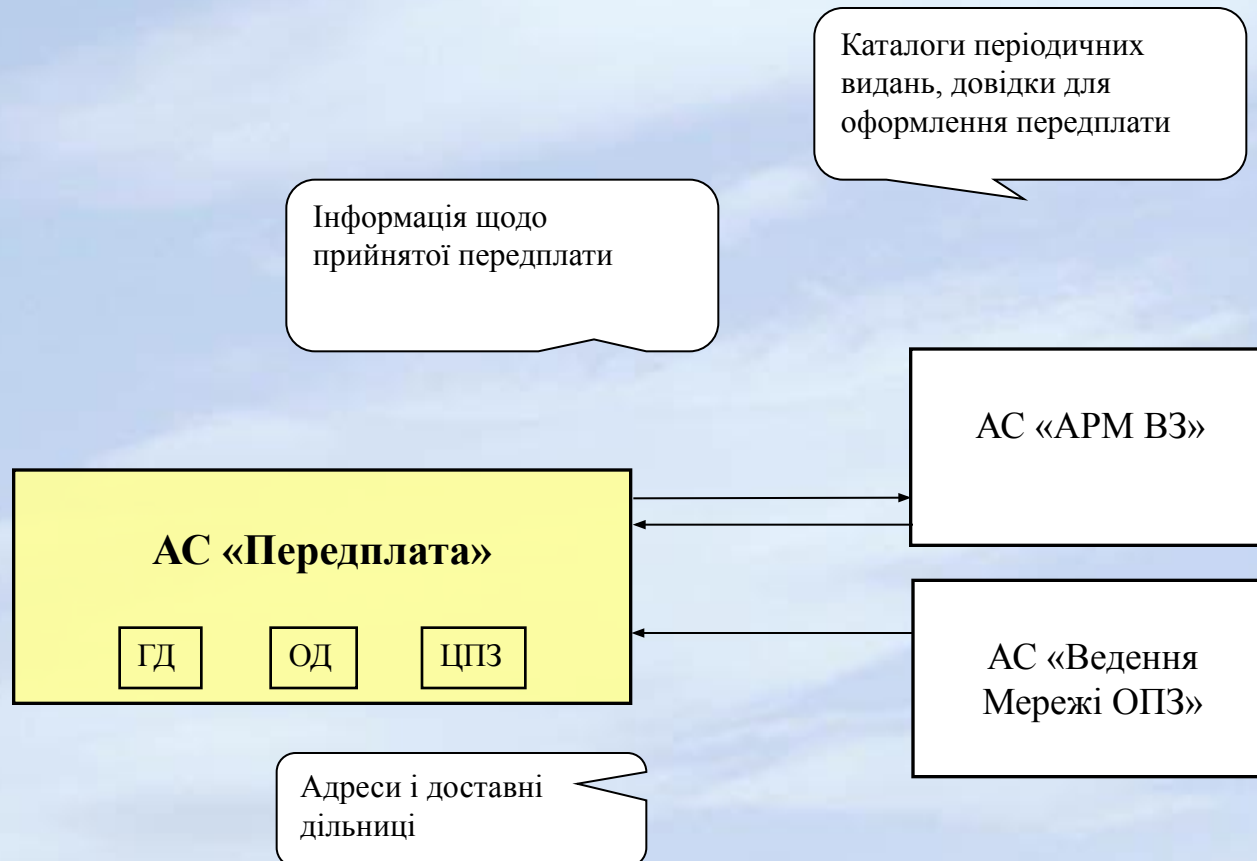 Каталоги періодичних
видань, довідки для
оформлення передплати
Інформація щодо
прийнятої передплати
АС «АРМ ВЗ»
АС «Передплата»
ГД
ОД
ЦПЗ
АС «Ведення
Мережі ОПЗ»
Адреси і доставні
дільниці